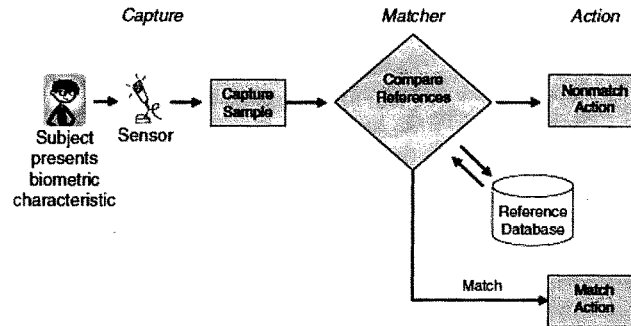 Capture
Matcher
Action
Subject
presents
biometric
characteristic
Sensor
Capture
Sample
Compare
References
Nonmatch
Action
Reference
Database
Match
Match
Action